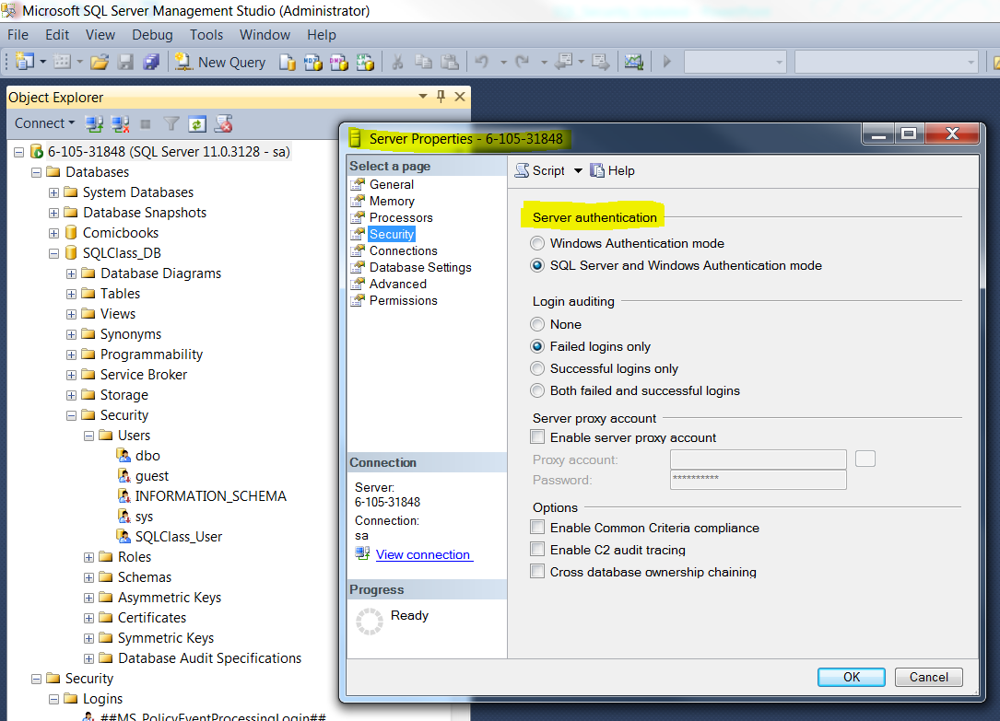 Microsoft SQL Server Management Studio (Administrator)
File Edit View Debug Tools Window Help
New Query
Object Explorer
Connect
6-105-31848 (SQL Server 11.0.3128 - sa)
Databases
System Databases
Database Snapshots
Comicbooks
SQLClass_DB
Database Diagrams
Tables
Views
Synonyms
Programmability
Service Broker
Storage
Security
Users
dbo
guest
INFORMATION_SCHEMA
sys
SQLClass_User
Roles
Schemas
Asymmetric Keys
Certificates
Symmetric Keys
Database Audit Specifications
Security
Logins
##MS_PolicyEventProcessingLogin##
Server Properties - 6-105-31848
Select a page
General
Memory
Processors
Security
Connections
Database Settings
Advanced
Permissions
Connection
Server:
6-105-31848
Connection:
sa
View connection
Progress
Ready
Script Help
Server authentication
Windows Authentication mode
SQL Server and Windows Authentication mode
Login auditing
None
Failed logins only
Successful logins only
Both failed and successful logins
Server proxy account
Enable server proxy account
Proxy account:
Password: **********
Options
Enable Common Criteria compliance
Enable C2 audit tracing
Cross database ownership chaining
OK Cancel